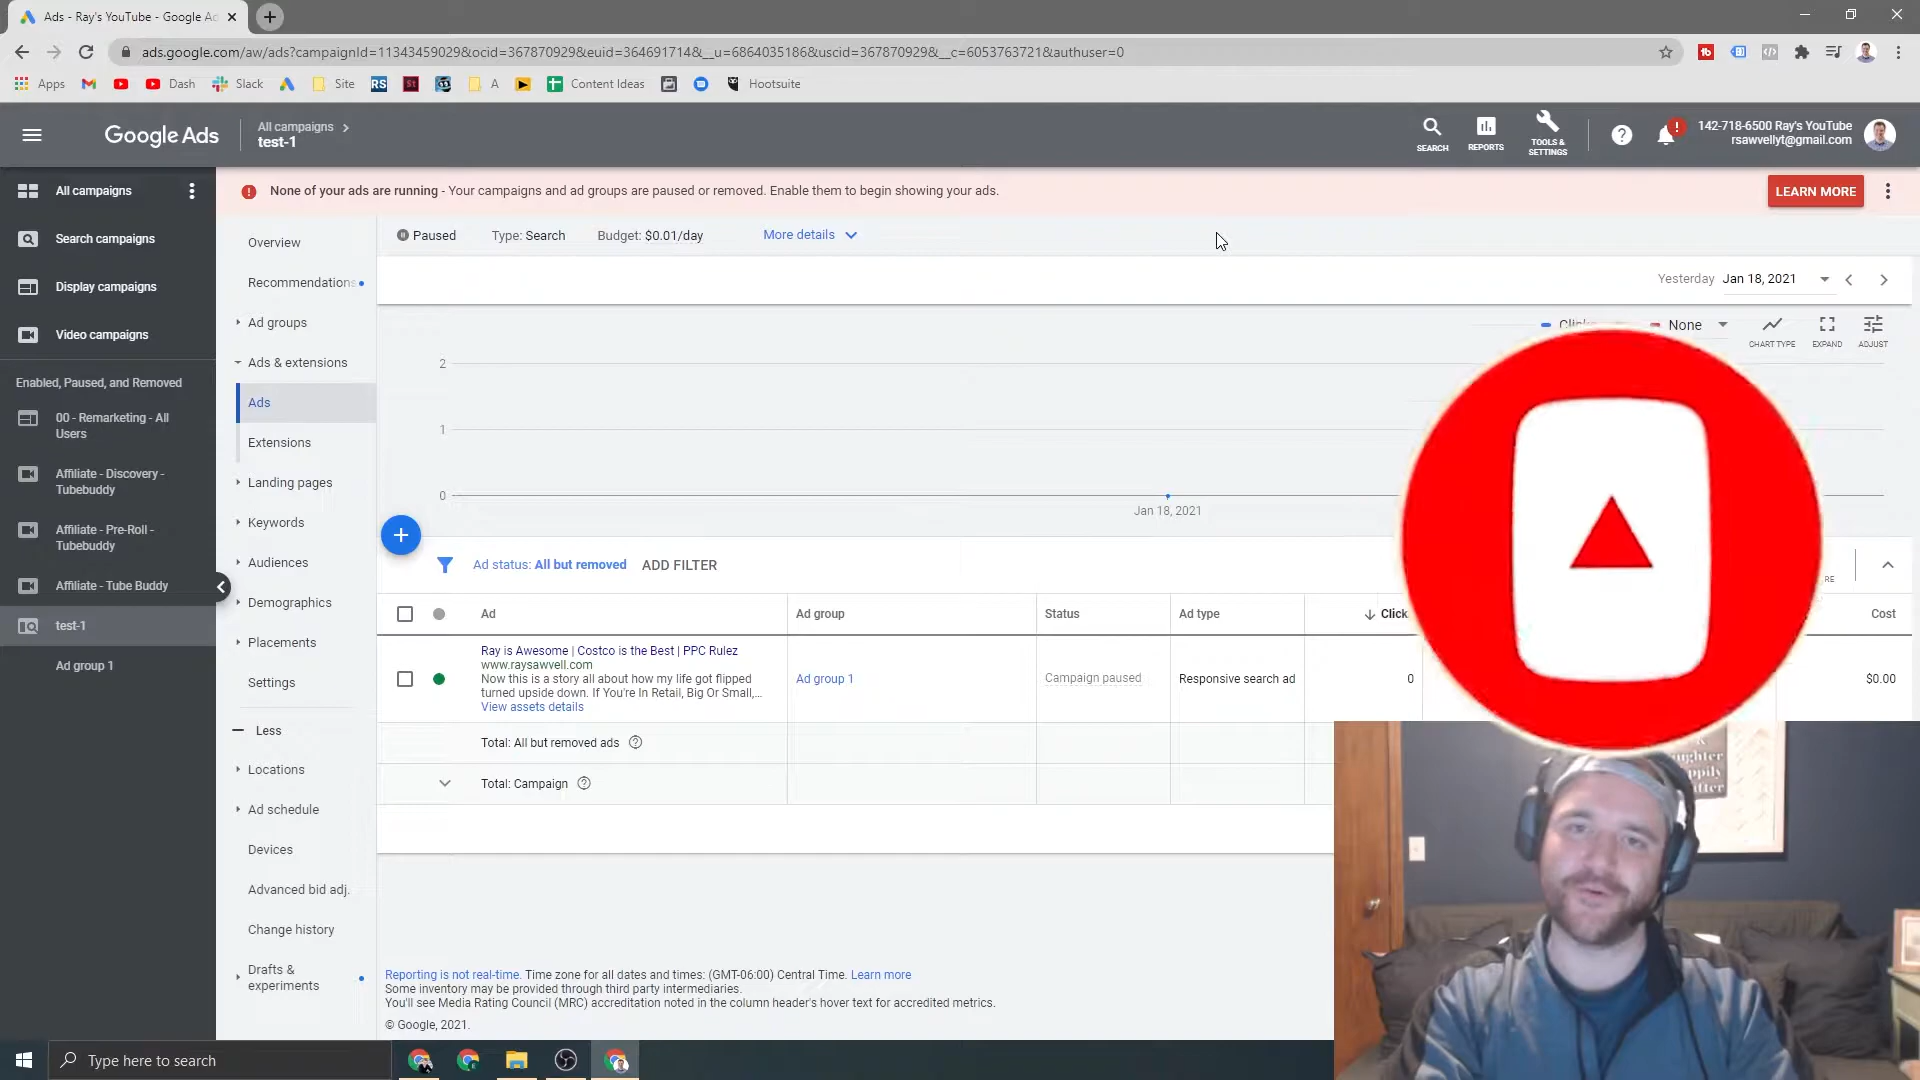 Ads - Ray's YouTube - Google Ad
ads.google.com/aw/ads?campaignId=11343459029&ocid=367870929&euid=364691714&__u=6864035186&uscid=367870929&__c=6053763721&authuser=0
Apps Dash Slack Site RS St A Content Ideas Hootsuite
Google Ads
All campaigns
test-1
SEARCH
REPORTS
TOOLS &
SETTINGS
142-718-6500 Ray's YouTube
rsawvellyt@gmail.com
All campaigns
Search campaigns
Display campaigns
Video campaigns
Enabled, Paused, and Removed
00 - Remarketing - All
Users
Affiliate - Discovery -
Tubebuddy
Affiliate - Pre-Roll -
Tubebuddy
Affiliate - Tube Buddy
test-1
Ad group 1
None of your ads are running - Your campaigns and ad groups are paused or removed. Enable them to begin showing your ads.
LEARN MORE
Overview
Recommendations
Ad groups
Ads & extensions
Ads
Extensions
Landing pages
Keywords
Audiences
Demographics
Placements
Settings
Less
Locations
Ad schedule
Devices
Advanced bid adj.
Change history
Drafts &
experiments
Paused Type: Search Budget: $0.01/day More details
Yesterday Jan 18, 2021
None
CHART TYPE
EXPAND
ADJUST
2
1
0
Jan 18, 2021
Ad status: All but removed ADD FILTER
Ad Ad group Status Ad type Click Cost
Ray is Awesome | Costco is the Best | PPC Rulez
www.raysawvell.com
Now this is a story all about how my life got flipped
turned upside down. If You're In Retail, Big Or Small,...
View assets details
Ad group 1
Campaign paused
Responsive search ad
0
$0.00
Total: All but removed ads
Total: Campaign
Reporting is not real-time. Time zone for all dates and times: (GMT-06:00) Central Time. Learn more
Some inventory may be provided through third party intermediaries.
You'll see Media Rating Council (MRC) accreditation noted in the column header's hover text for accredited metrics.
© Google, 2021.
Type here to search